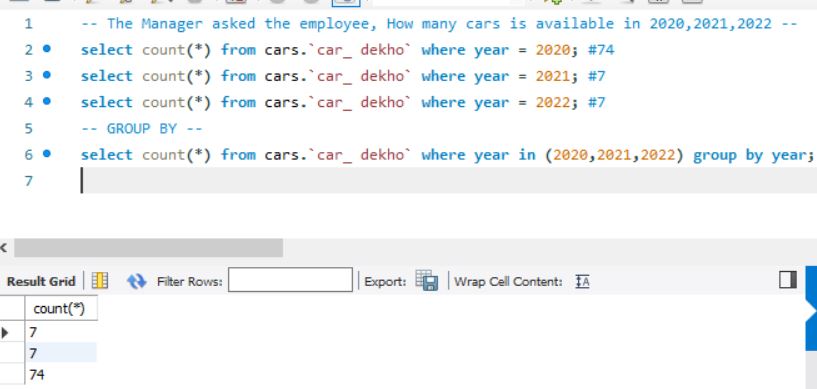 1 -- The Manager asked the employee, How many cars is available in 2020,2021,2022 --
2 select count(*) from cars.`car_ dekho` where year = 2020; #74
3 select count(*) from cars.`car_ dekho` where year = 2021; #7
4 select count(*) from cars.`car_ dekho` where year = 2022; #7
5 -- GROUP BY --
6 select count(*) from cars.`car_ dekho` where year in (2020,2021,2022) group by year;
7
Result Grid Filter Rows: Export: Wrap Cell Content:
count(*)
7
7
74